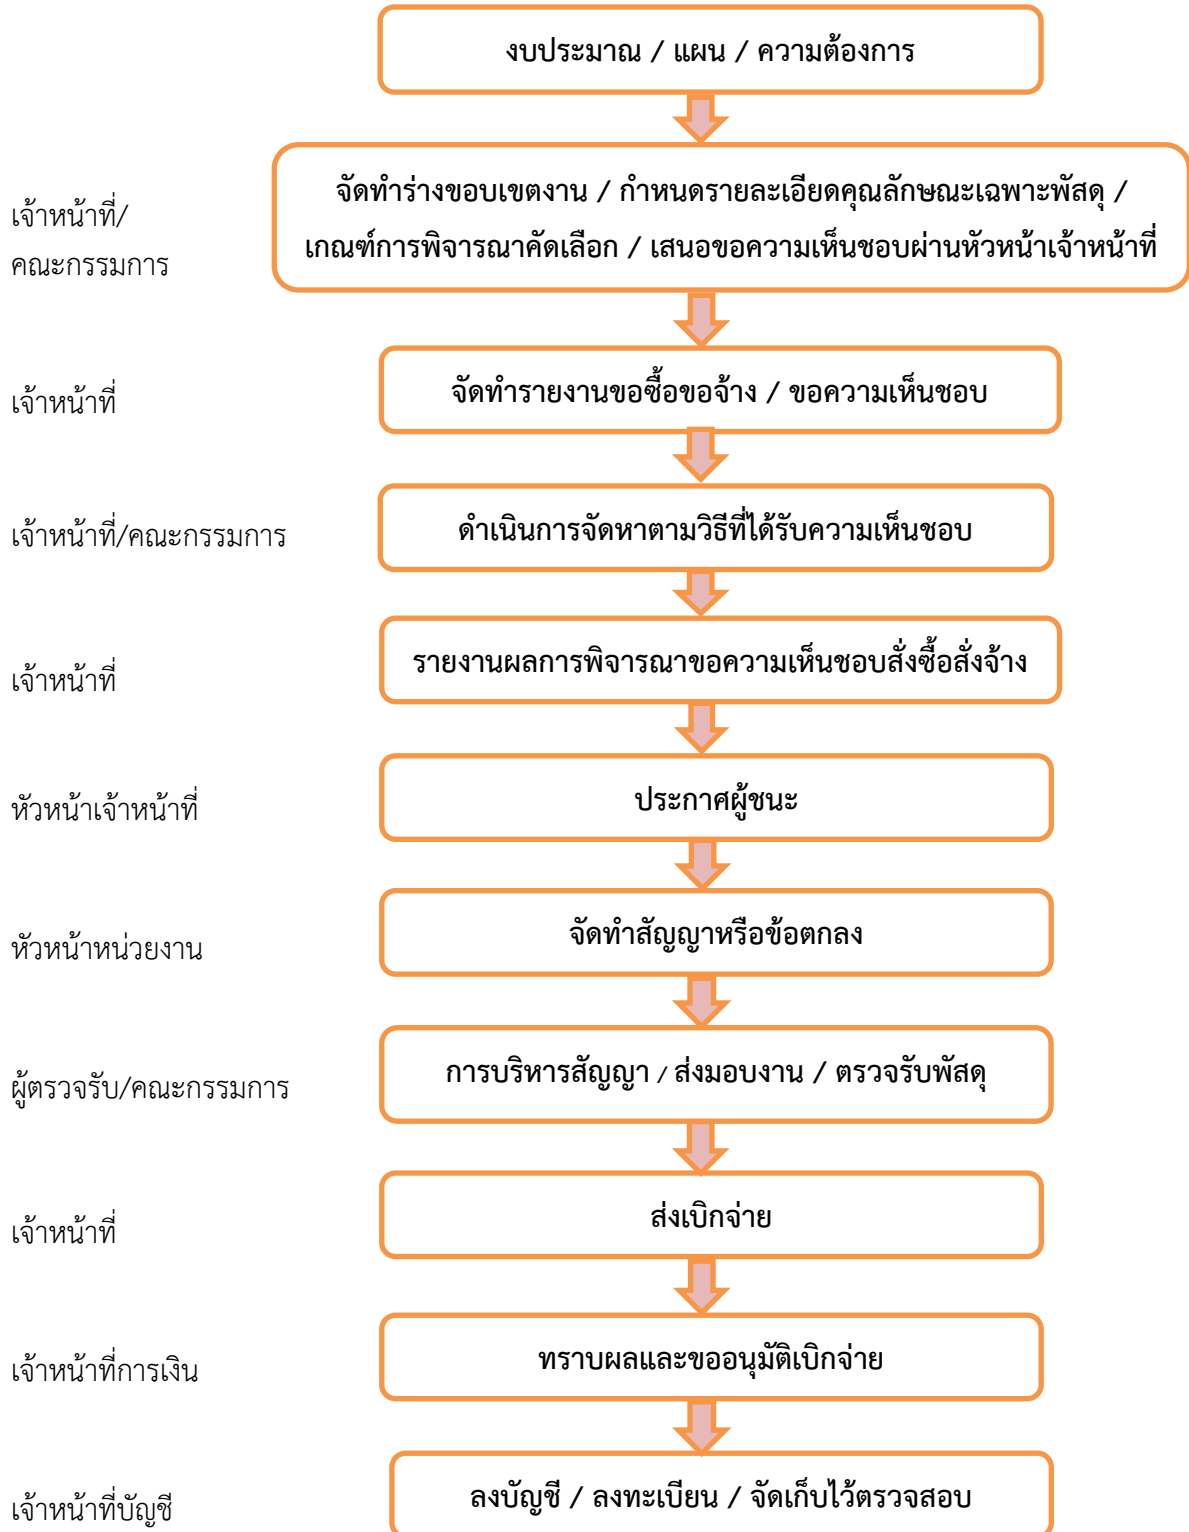 งบประมาณ / แผน / ความต้องการ
เจ้าหน้าที่/
คณะกรรมการ
จัดทำร่างขอบเขตงาน / กำหนดรายละเอียดคุณลักษณะเฉพาะพัสดุ /
เกณฑ์การพิจารณาคัดเลือก / เสนอขอความเห็นชอบผ่านหัวหน้าเจ้าหน้าที่
เจ้าหน้าที่
จัดทำรายงานขอซื้อขอจ้าง / ขอความเห็นชอบ
เจ้าหน้าที่/คณะกรรมการ
ดำเนินการจัดหาตามวิธีที่ได้รับความเห็นชอบ
เจ้าหน้าที่
รายงานผลการพิจารณาขอความเห็นชอบสั่งซื้อสั่งจ้าง
หัวหน้าเจ้าหน้าที่
ประกาศผู้ชนะ
หัวหน้าหน่วยงาน
จัดทำสัญญาหรือข้อตกลง
ผู้ตรวจรับ/คณะกรรมการ
การบริหารสัญญา / ส่งมอบงาน / ตรวจรับพัสดุ
เจ้าหน้าที่
ส่งเบิกจ่าย
เจ้าหน้าที่การเงิน
ทราบผลและขออนุมัติเบิกจ่าย
เจ้าหน้าที่บัญชี
ลงบัญชี / ลงทะเบียน / จัดเก็บไว้ตรวจสอบ